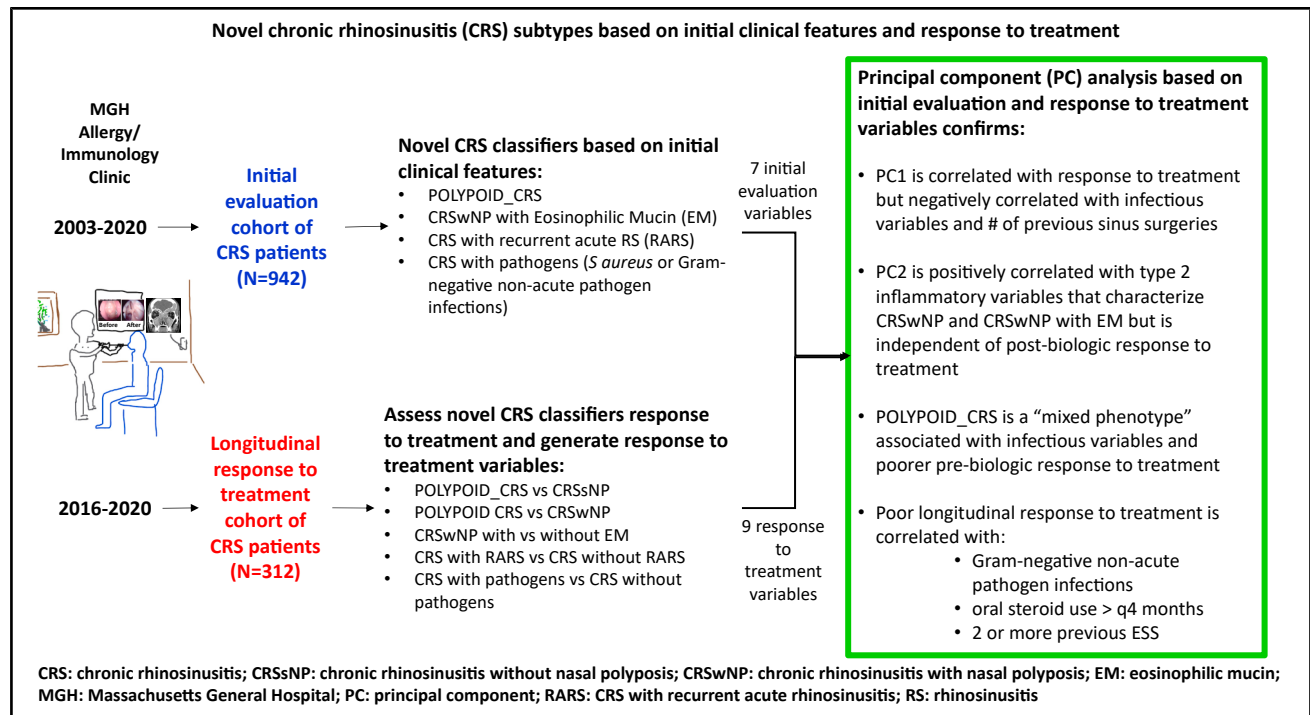 Novel chronic rhinosinusitis (CRS) subtypes based on initial clinical features and response to treatment
MGH
Allergy/
Immunology
Clinic
2003-2020
Initial
evaluation
cohort of
CRS patients
(N=942)
Novel CRS classifiers based on initial
clinical features:
• POLYPOID_CRS
• CRSwNP with Eosinophilic Mucin (EM)
• CRS with recurrent acute RS (RARS)
• CRS with pathogens (S aureus or Gram-
negative non-acute pathogen
infections)
7 initial
evaluation
variables
Before After
2016-2020
Longitudinal
response to
treatment
cohort of
CRS patients
(N=312)
Assess novel CRS classifiers response
to treatment and generate response to
treatment variables:
• POLYPOID_CRS vs CRSsNP
• POLYPOID CRS vs CRSwNP
• CRSwNP with vs without EM
• CRS with RARS vs CRS without RARS
• CRS with pathogens vs CRS without
pathogens
9 response
to
treatment
variables
Principal component (PC) analysis based on
initial evaluation and response to treatment
variables confirms:
• PC1 is correlated with response to treatment
but negatively correlated with infectious
variables and # of previous sinus surgeries
• PC2 is positively correlated with type 2
inflammatory variables that characterize
CRSwNP and CRSwNP with EM but is
independent of post-biologic response to
treatment
• POLYPOID_CRS is a “mixed phenotype”
associated with infectious variables and
poorer pre-biologic response to treatment
• Poor longitudinal response to treatment is
correlated with:
• Gram-negative non-acute
pathogen infections
• oral steroid use > q4 months
• 2 or more previous ESS
CRS: chronic rhinosinusitis; CRSsNP: chronic rhinosinusitis without nasal polyposis; CRSwNP: chronic rhinosinusitis with nasal polyposis; EM: eosinophilic mucin;
MGH: Massachusetts General Hospital; PC: principal component; RARS: CRS with recurrent acute rhinosinusitis; RS: rhinosinusitis